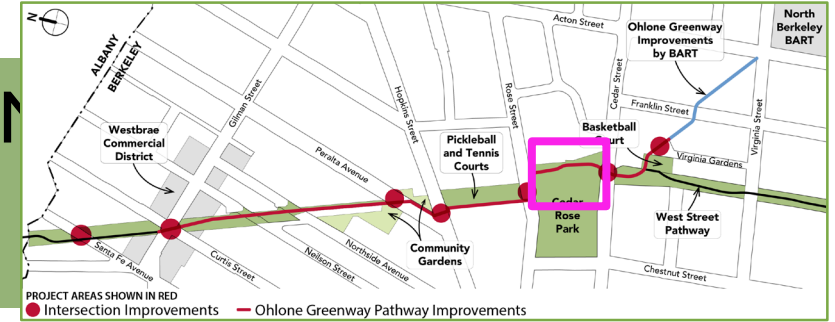 N
N
ALBANY
BERKELEY
Acton Street
North
Berkeley
BART
Ohlone Greenway
Improvements
by BART
Gilman Street
Hopkins Street
Rose Street
Cedar Street
Franklin Street
Virginia Street
Westbrae
Commercial
District
Peralta Avenue
Pickleball
and Tennis
Courts
Basketball
Court
Virginia Gardens
Cedar
Rose
Park
West Street
Pathway
Community
Gardens
Santa Fe Avenue
Curtis Street
Neilson Street
Northside Avenue
Chestnut Street
PROJECT AREAS SHOWN IN RED
Intersection Improvements
Ohlone Greenway Pathway Improvements